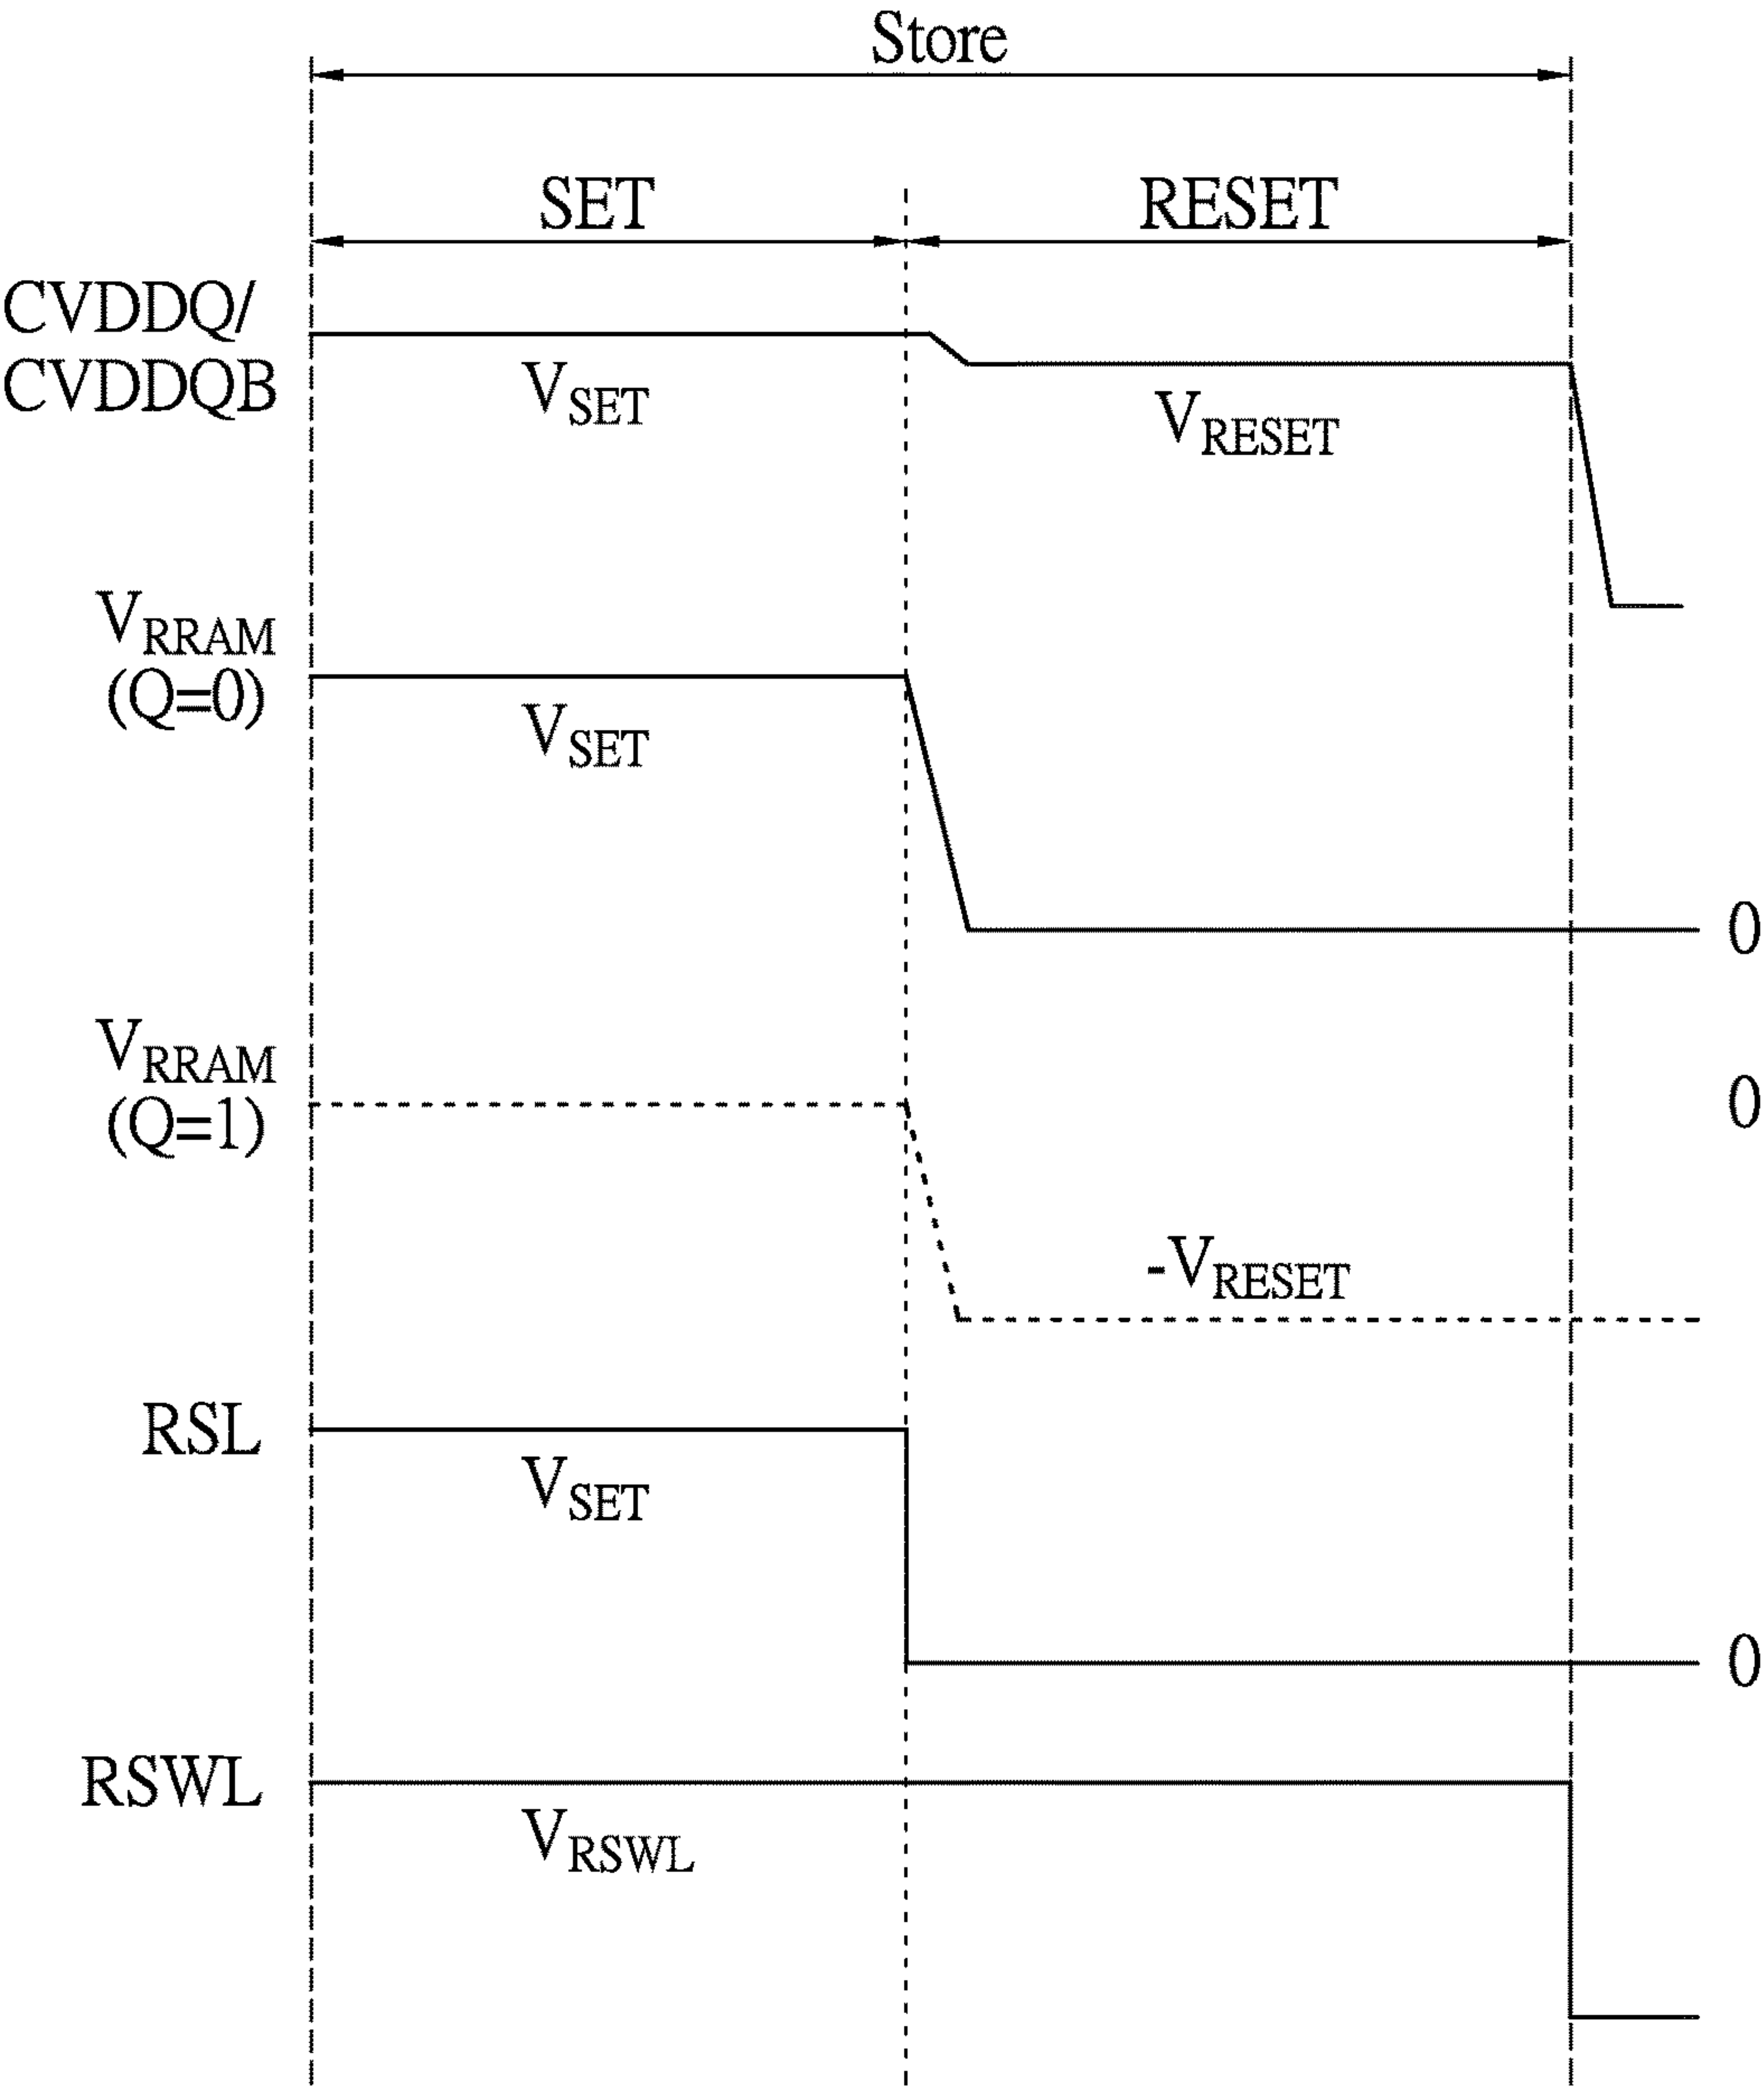 Store
SET RESET
CVDDQ/
CVDDQB
VSET
VRESET
VRRAM
(Q=0)
VSET
0
VRRAM
(Q=1)
0
-VRESET
RSL
VSET
0
RSWL
VRSWL